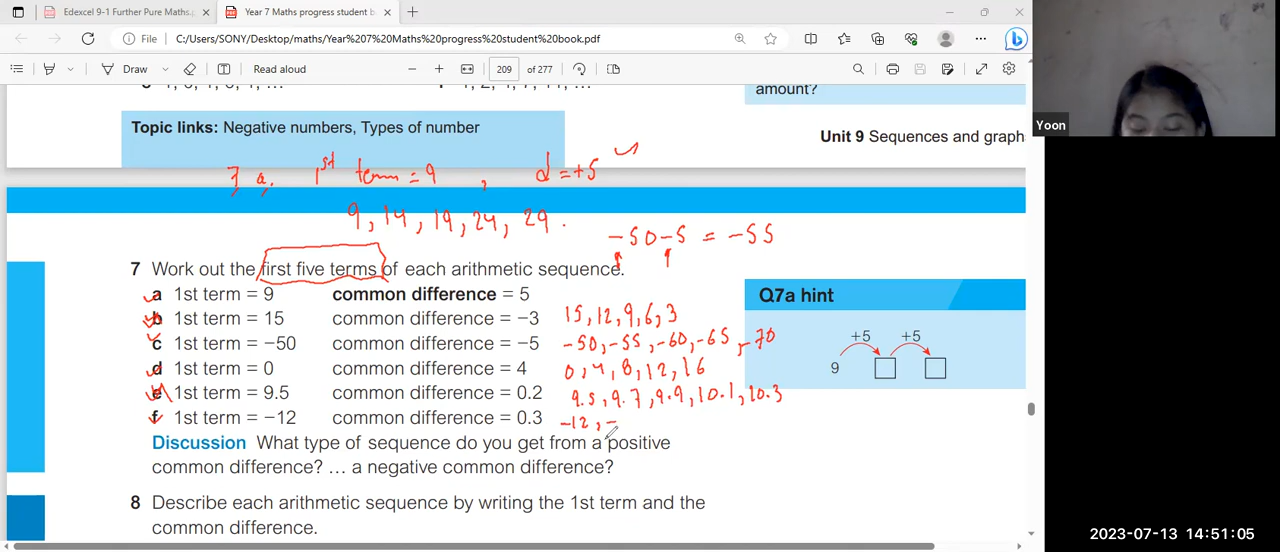 Edexcel 9-1 Further Pure Maths.p
Year 7 Maths progress student b
File
C:/Users/SONY/Desktop/maths/Year%207%20Maths%20progress%20student%20book.pdf
Draw
Read aloud
209 of 277
amount?
Topic links: Negative numbers, Types of number
Unit 9 Sequences and graph
Yoon
7 a. 1st term = 9 , d = +5
9, 14, 19, 24, 29.
-50 -5 = -55
7 Work out the first five terms of each arithmetic sequence.
a 1st term = 9 common difference = 5
b 1st term = 15 common difference = −3 15, 12, 9, 6, 3
c 1st term = −50 common difference = −5 -50, -55, -60, -65, -70
d 1st term = 0 common difference = 4 0, 4, 8, 12, 16
e 1st term = 9.5 common difference = 0.2 9.5, 9.7, 9.9, 10.1, 10.3
f 1st term = −12 common difference = 0.3 -12, -
Q7a hint
+5 +5
9
Discussion What type of sequence do you get from a positive
common difference? … a negative common difference?
8 Describe each arithmetic sequence by writing the 1st term and the
common difference.
2023-07-13 14:51:05